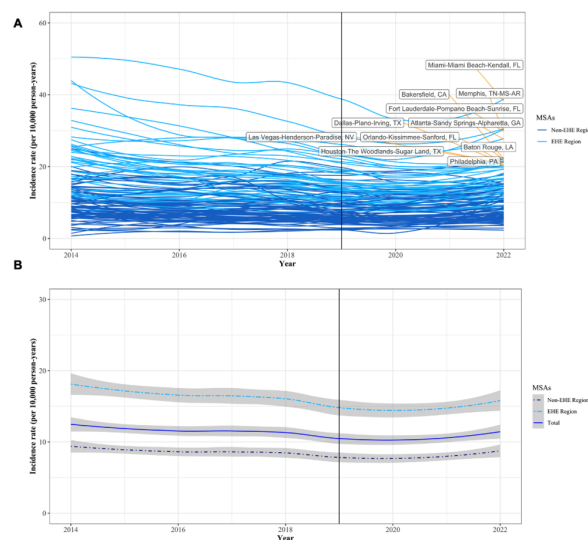 A
Incidence rate (per 10,000 person-years)
60
40
20
0
Miami-Miami Beach-Kendall, FL
Bakersfield, CA
Memphis, TN-MS-AR
Fort Lauderdale-Pompano Beach-Sunrise, FL
Dallas-Plano-Irving, TX
Atlanta-Sandy Springs-Alpharetta, GA
Las Vegas-Henderson-Paradise, NV
Orlando-Kissimmee-Sanford, FL
Houston-The Woodlands-Sugar Land, TX
Baton Rouge, LA
Philadelphia, PA
MSAs
Non-EHE Region
EHE Region
2014
2016
2018
2020
2022
Year
B
Incidence rate (per 10,000 person-years)
30
20
10
0
MSAs
Non-EHE Region
EHE Region
Total
2014
2016
2018
2020
2022
Year